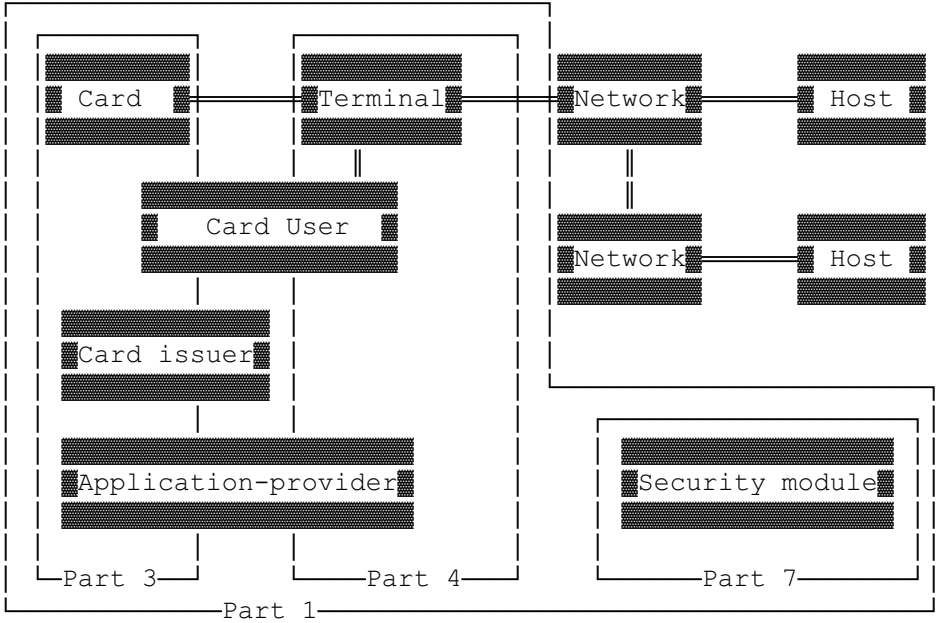 Card Terminal Network Host
Card User
Network Host
Card issuer
Application-provider Security module
Part 3 Part 4 Part 7
Part 1